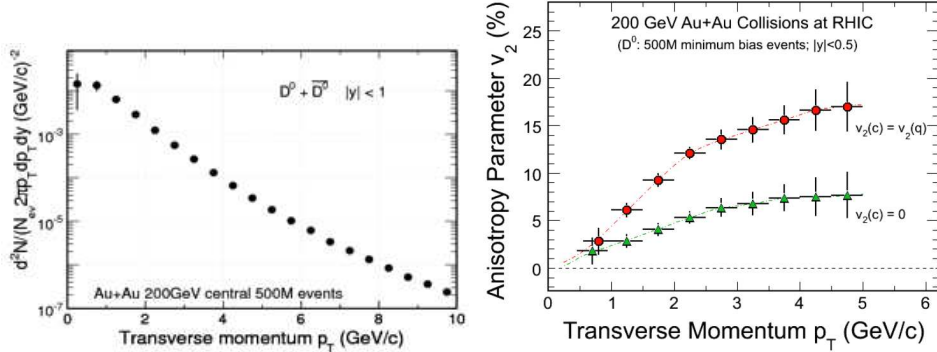 d²N/(N_ev 2πp_T dp_T dy) (GeV/c)⁻²
10⁻³
10⁻⁵
10⁻⁷
D⁰ + D̅⁰ |y| < 1
Au+Au 200GeV central 500M events
0 2 4 6 8 10
Transverse momentum p_T (GeV/c)
Anisotropy Parameter v₂ (%)
25
20
15
10
5
0
200 GeV Au+Au Collisions at RHIC
(D⁰: 500M minimum bias events; |y|<0.5)
v₂(c) = v₂(q)
v₂(c) = 0
0 1 2 3 4 5 6
Transverse Momentum p_T (GeV/c)